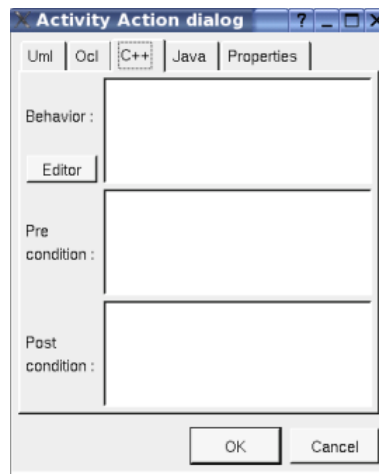 Activity Action dialog
Uml Ocl C++ Java Properties
Behavior :
Editor
Pre
condition :
Post
condition :
OK Cancel